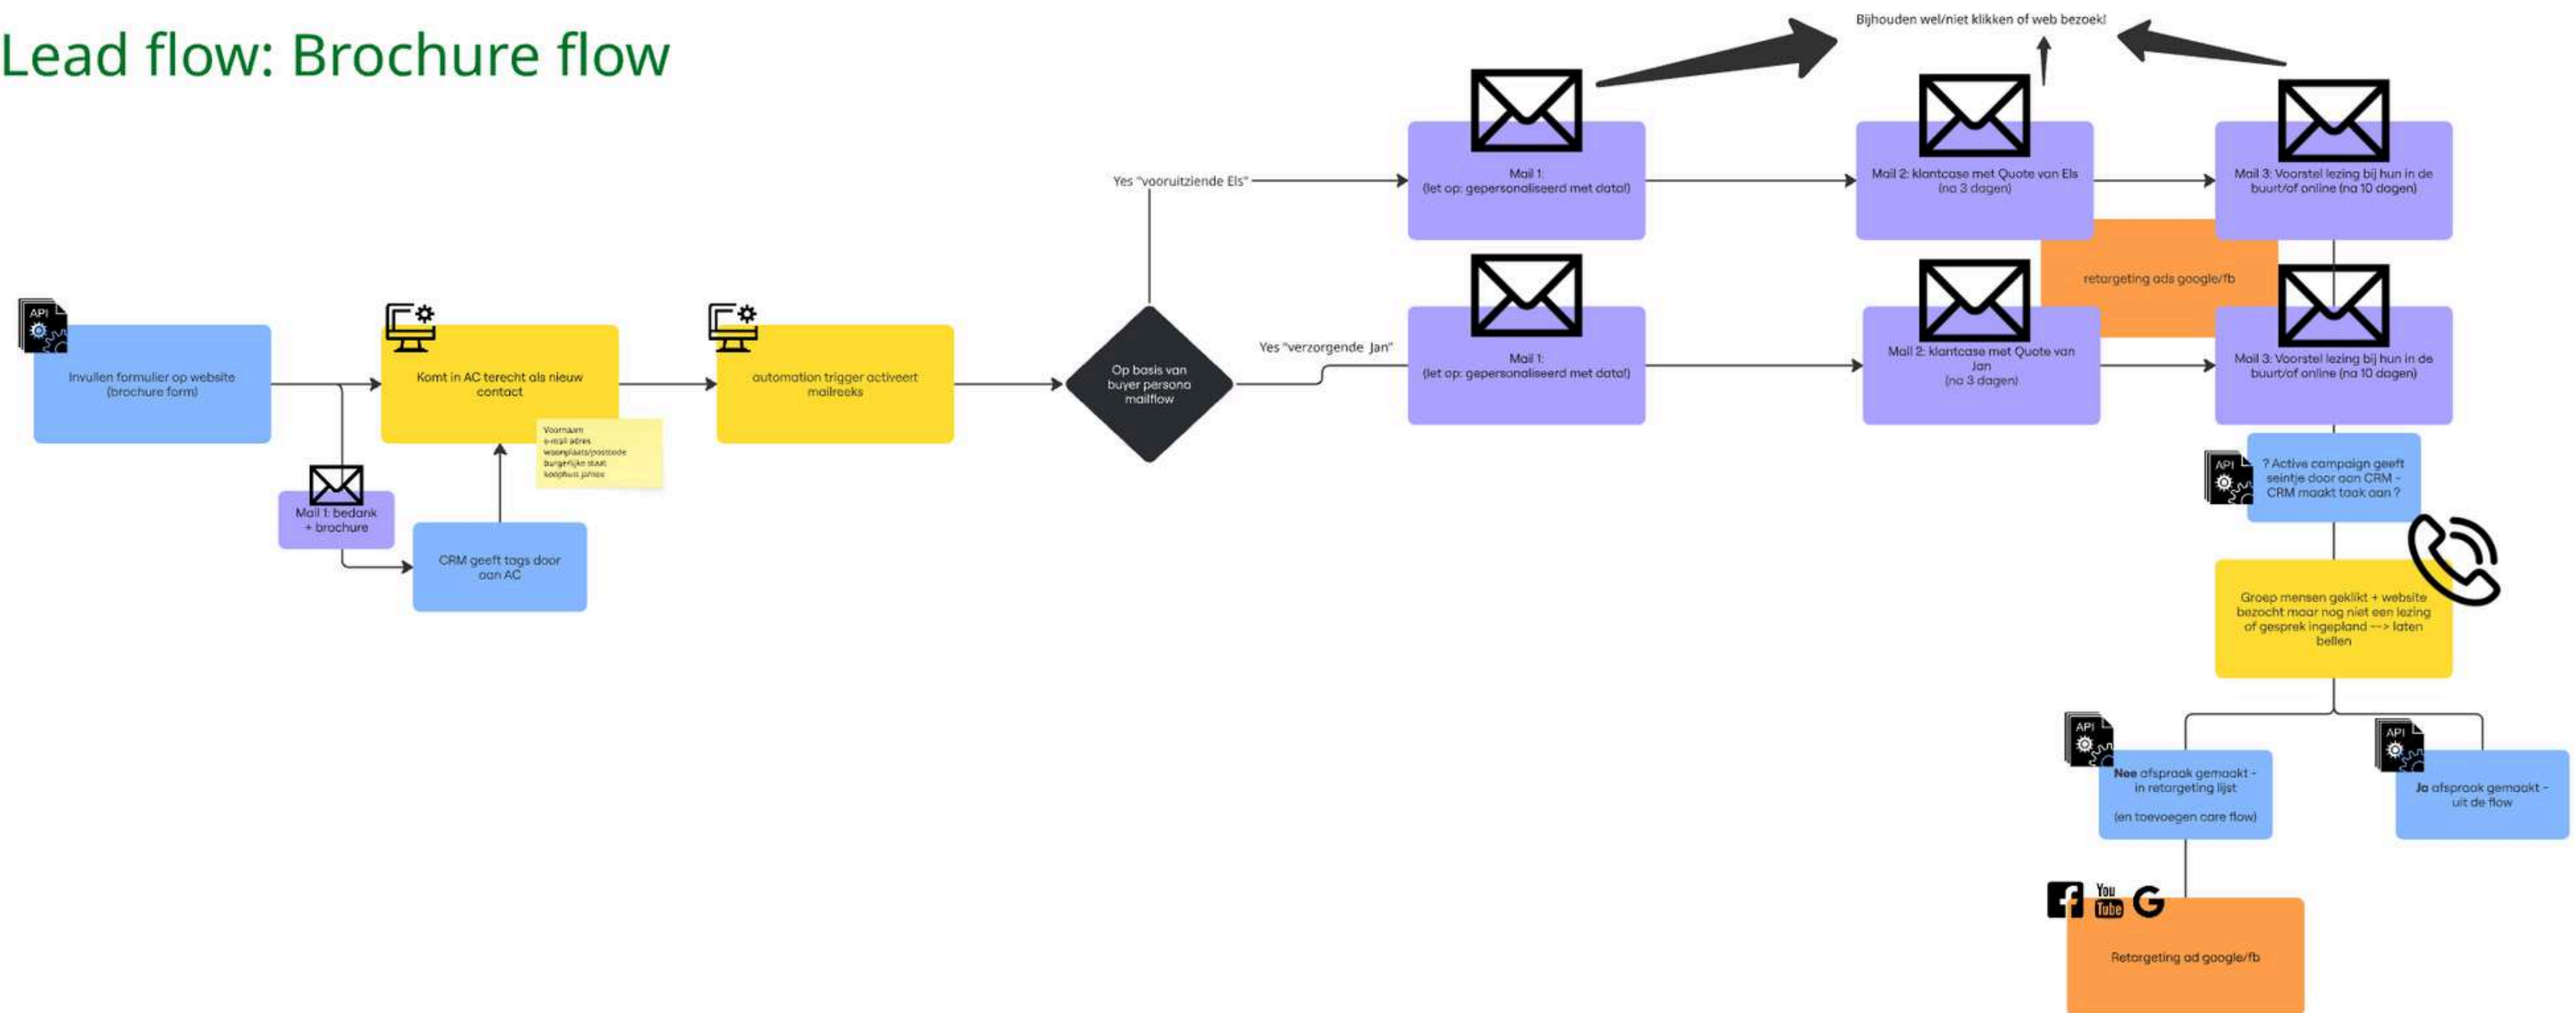 Lead flow: Brochure flow
Bijhouden wel/niet klikken of web bezoek!
Yes "vooruitziende Els"
Mail 1:
(let op: gepersonaliseerd met data!)
Mail 2: klantcase met Quote van Els
(na 3 dagen)
Mail 3: Voorstel lezing bij hun in de
buurt/of online (na 10 dagen)
retargeting ads google/fb
API
Invullen formulier op website
(brochure form)
Komt in AC terecht als nieuw
contact
automation trigger activeert
mailreeks
Op basis van
buyer persona
mailflow
Yes "verzorgende Jan"
Mail 1:
(let op: gepersonaliseerd met data!)
Mail 2: klantcase met Quote van
Jan
(na 3 dagen)
Mail 3: Voorstel lezing bij hun in de
buurt/of online (na 10 dagen)
Voornaam
e-mail adres
woonplaats/postcode
burgerlijke staat
koophuis ja/nee
Mail 1: bedank
+ brochure
CRM geeft tags door
aan AC
API
? Active campaign geeft
seintje door aan CRM -
CRM maakt taak aan ?
Groep mensen geklikt + website
bezocht maar nog niet een lezing
of gesprek ingepland --> laten
bellen
API
Nee afspraak gemaakt -
in retargeting lijst
(en toevoegen care flow)
API
Ja afspraak gemaakt -
uit de flow
You
Tube
G
Retargeting ad google/fb